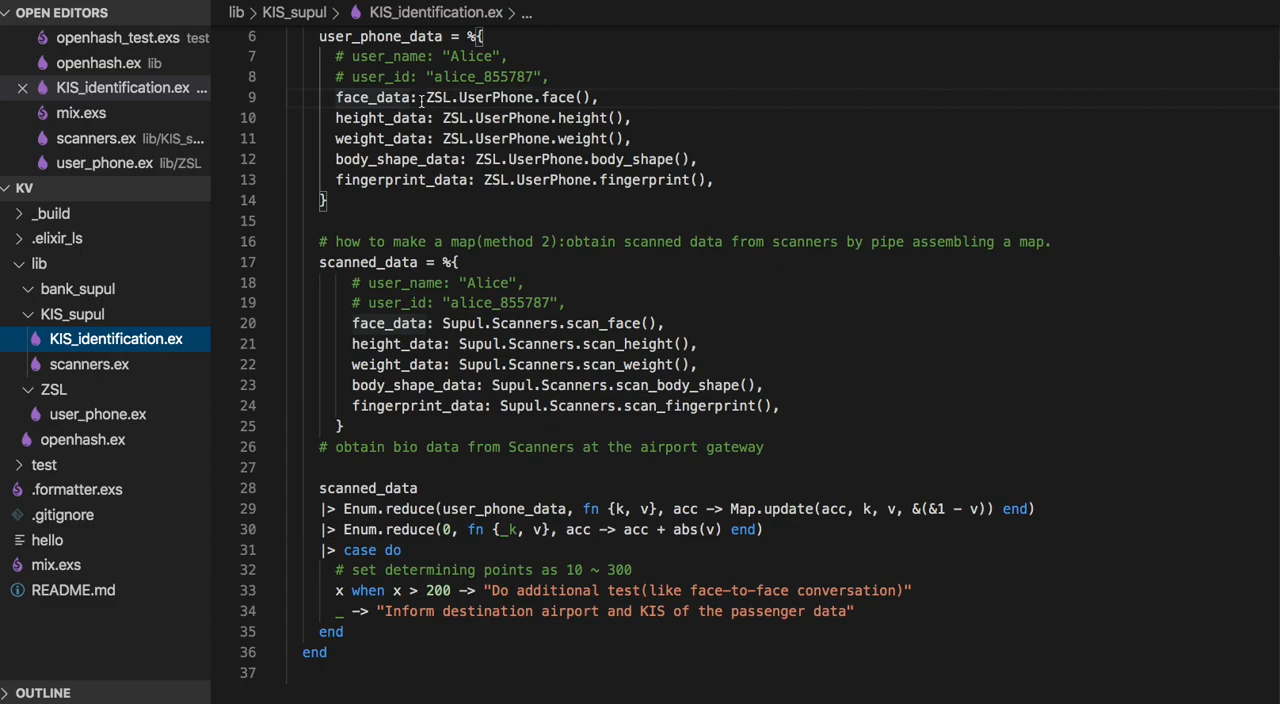 OPEN EDITORS
openhash_test.exs test
openhash.ex lib
KIS_identification.ex ...
mix.exs
scanners.ex lib/KIS_s...
user_phone.ex lib/ZSL
KV
_build
.elixir_ls
lib
bank_supul
KIS_supul
KIS_identification.ex
scanners.ex
ZSL
user_phone.ex
openhash.ex
test
.formatter.exs
.gitignore
hello
mix.exs
README.md
OUTLINE
lib > KIS_supul > KIS_identification.ex > ...
6 user_phone_data = %{
7 # user_name: "Alice",
8 # user_id: "alice_855787",
9 face_data: ZSL.UserPhone.face(),
10 height_data: ZSL.UserPhone.height(),
11 weight_data: ZSL.UserPhone.weight(),
12 body_shape_data: ZSL.UserPhone.body_shape(),
13 fingerprint_data: ZSL.UserPhone.fingerprint(),
14 }
15
16 # how to make a map(method 2):obtain scanned data from scanners by pipe assembling a map.
17 scanned_data = %{
18 # user_name: "Alice",
19 # user_id: "alice_855787",
20 face_data: Supul.Scanners.scan_face(),
21 height_data: Supul.Scanners.scan_height(),
22 weight_data: Supul.Scanners.scan_weight(),
23 body_shape_data: Supul.Scanners.scan_body_shape(),
24 fingerprint_data: Supul.Scanners.scan_fingerprint(),
25 }
26 # obtain bio data from Scanners at the airport gateway
27
28 scanned_data
29 |> Enum.reduce(user_phone_data, fn {k, v}, acc -> Map.update(acc, k, v, &(&1 - v)) end)
30 |> Enum.reduce(0, fn {_k, v}, acc -> acc + abs(v) end)
31 |> case do
32 # set determining points as 10 ~ 300
33 x when x > 200 -> "Do additional test(like face-to-face conversation)"
34 _ -> "Inform destination airport and KIS of the passenger data"
35 end
36 end
37